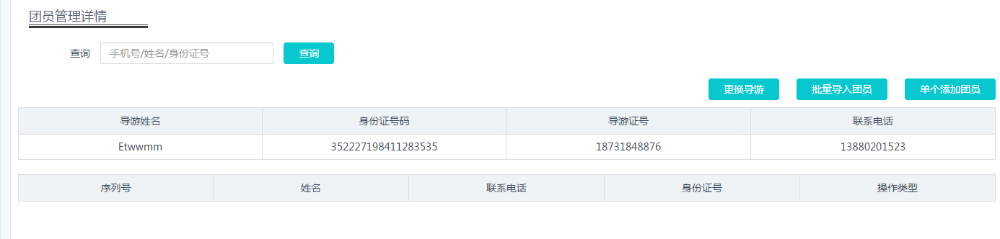 团员管理详情
查询 手机号/姓名/身份证号 查询
更换导游 批量导入团员 单个添加团员
导游姓名 身份证号码 导游证号 联系电话
Etwwmm 352227198411283535 18731848876 13880201523
序列号 姓名 联系电话 身份证号 操作类型